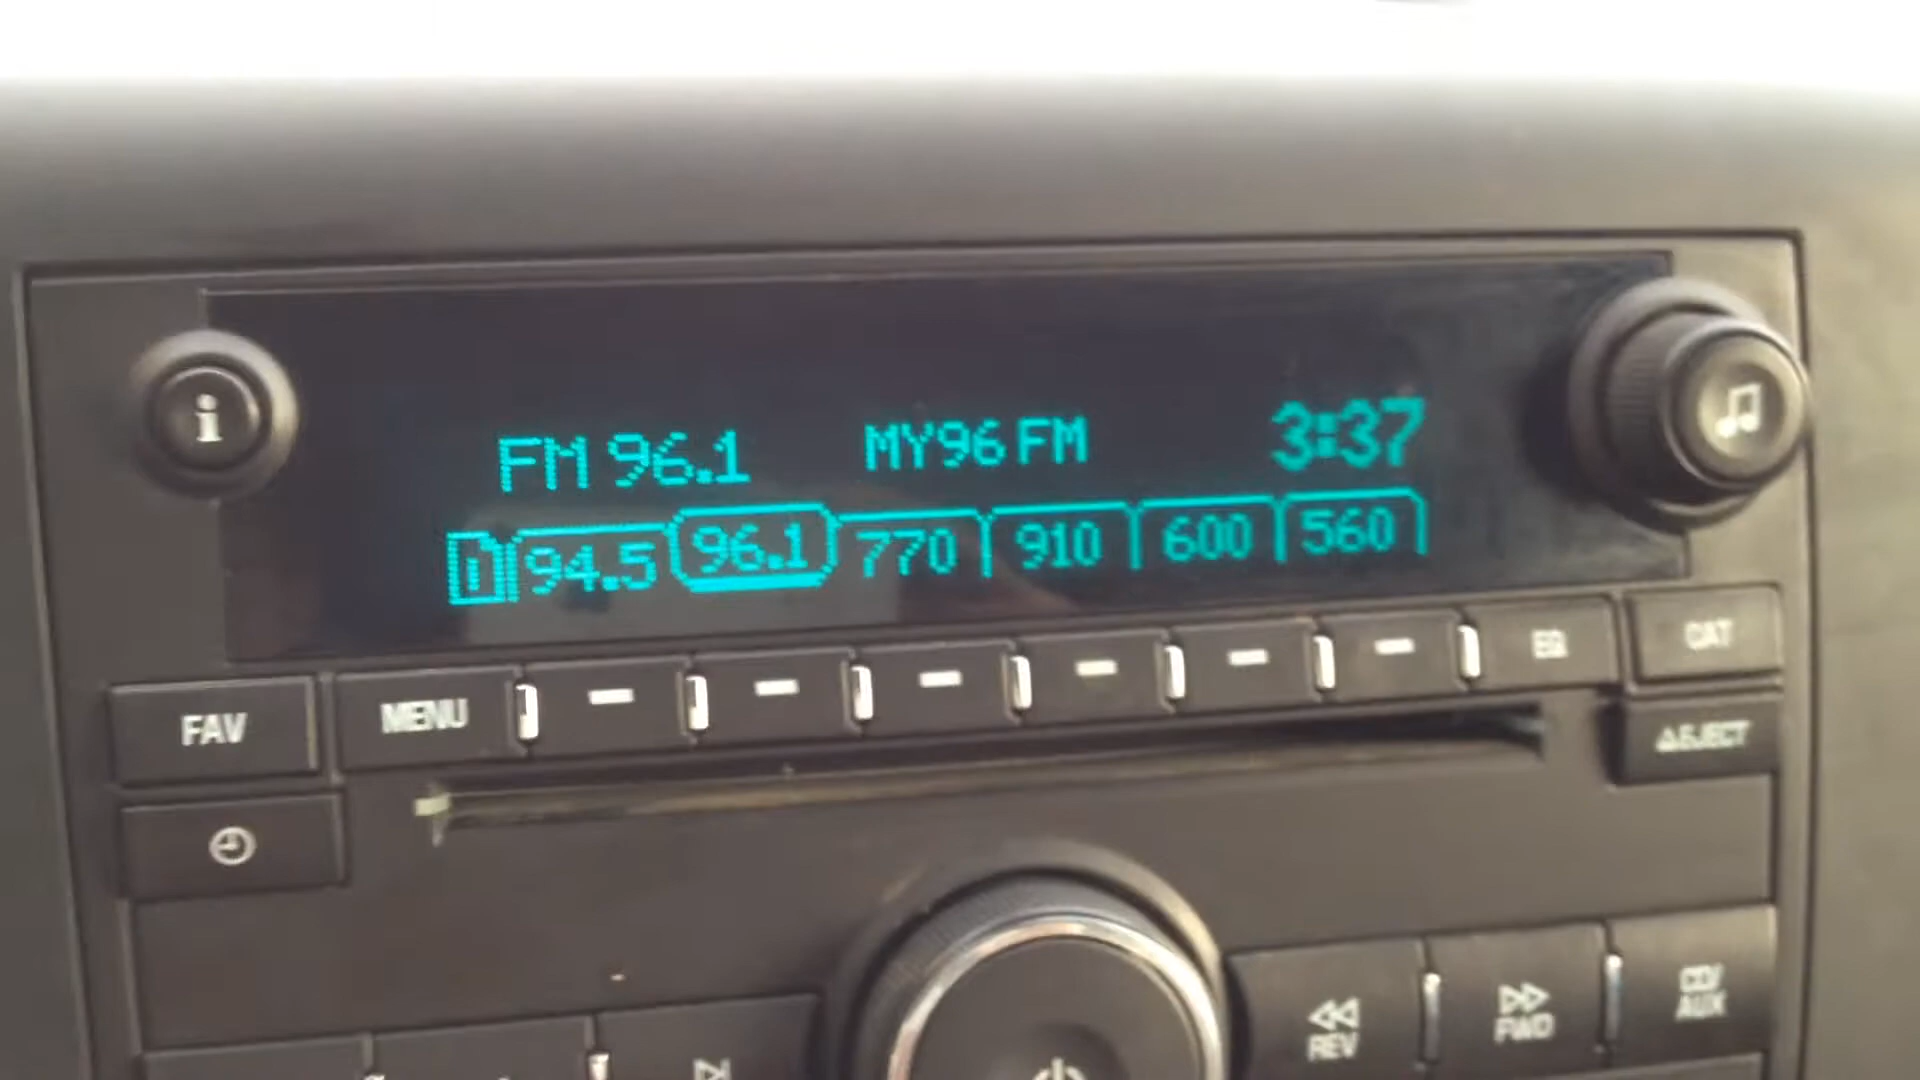 FM 96.1 MY96 FM 3:37
1 94.5 96.1 770 910 600 560
i
FAV MENU EQ CAT
EJECT
REV FWD CD/AUX